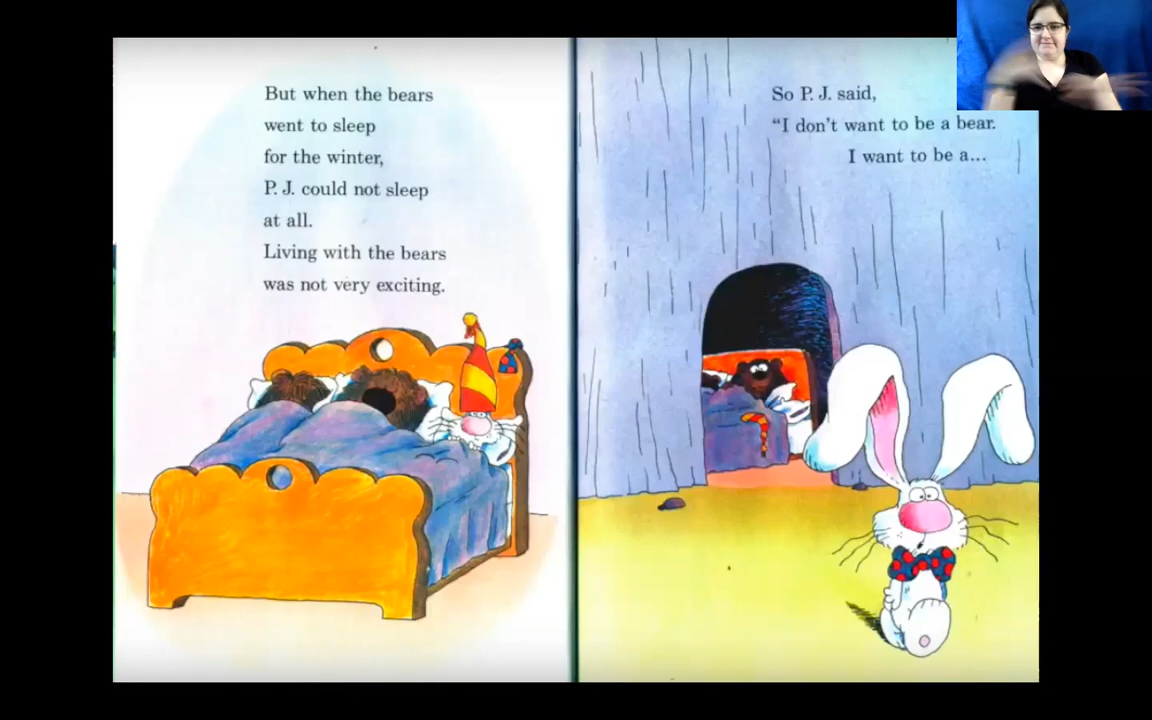 But when the bears
went to sleep
for the winter,
P. J. could not sleep
at all.
Living with the bears
was not very exciting.
So P. J. said,
“I don’t want to be a bear.
I want to be a...